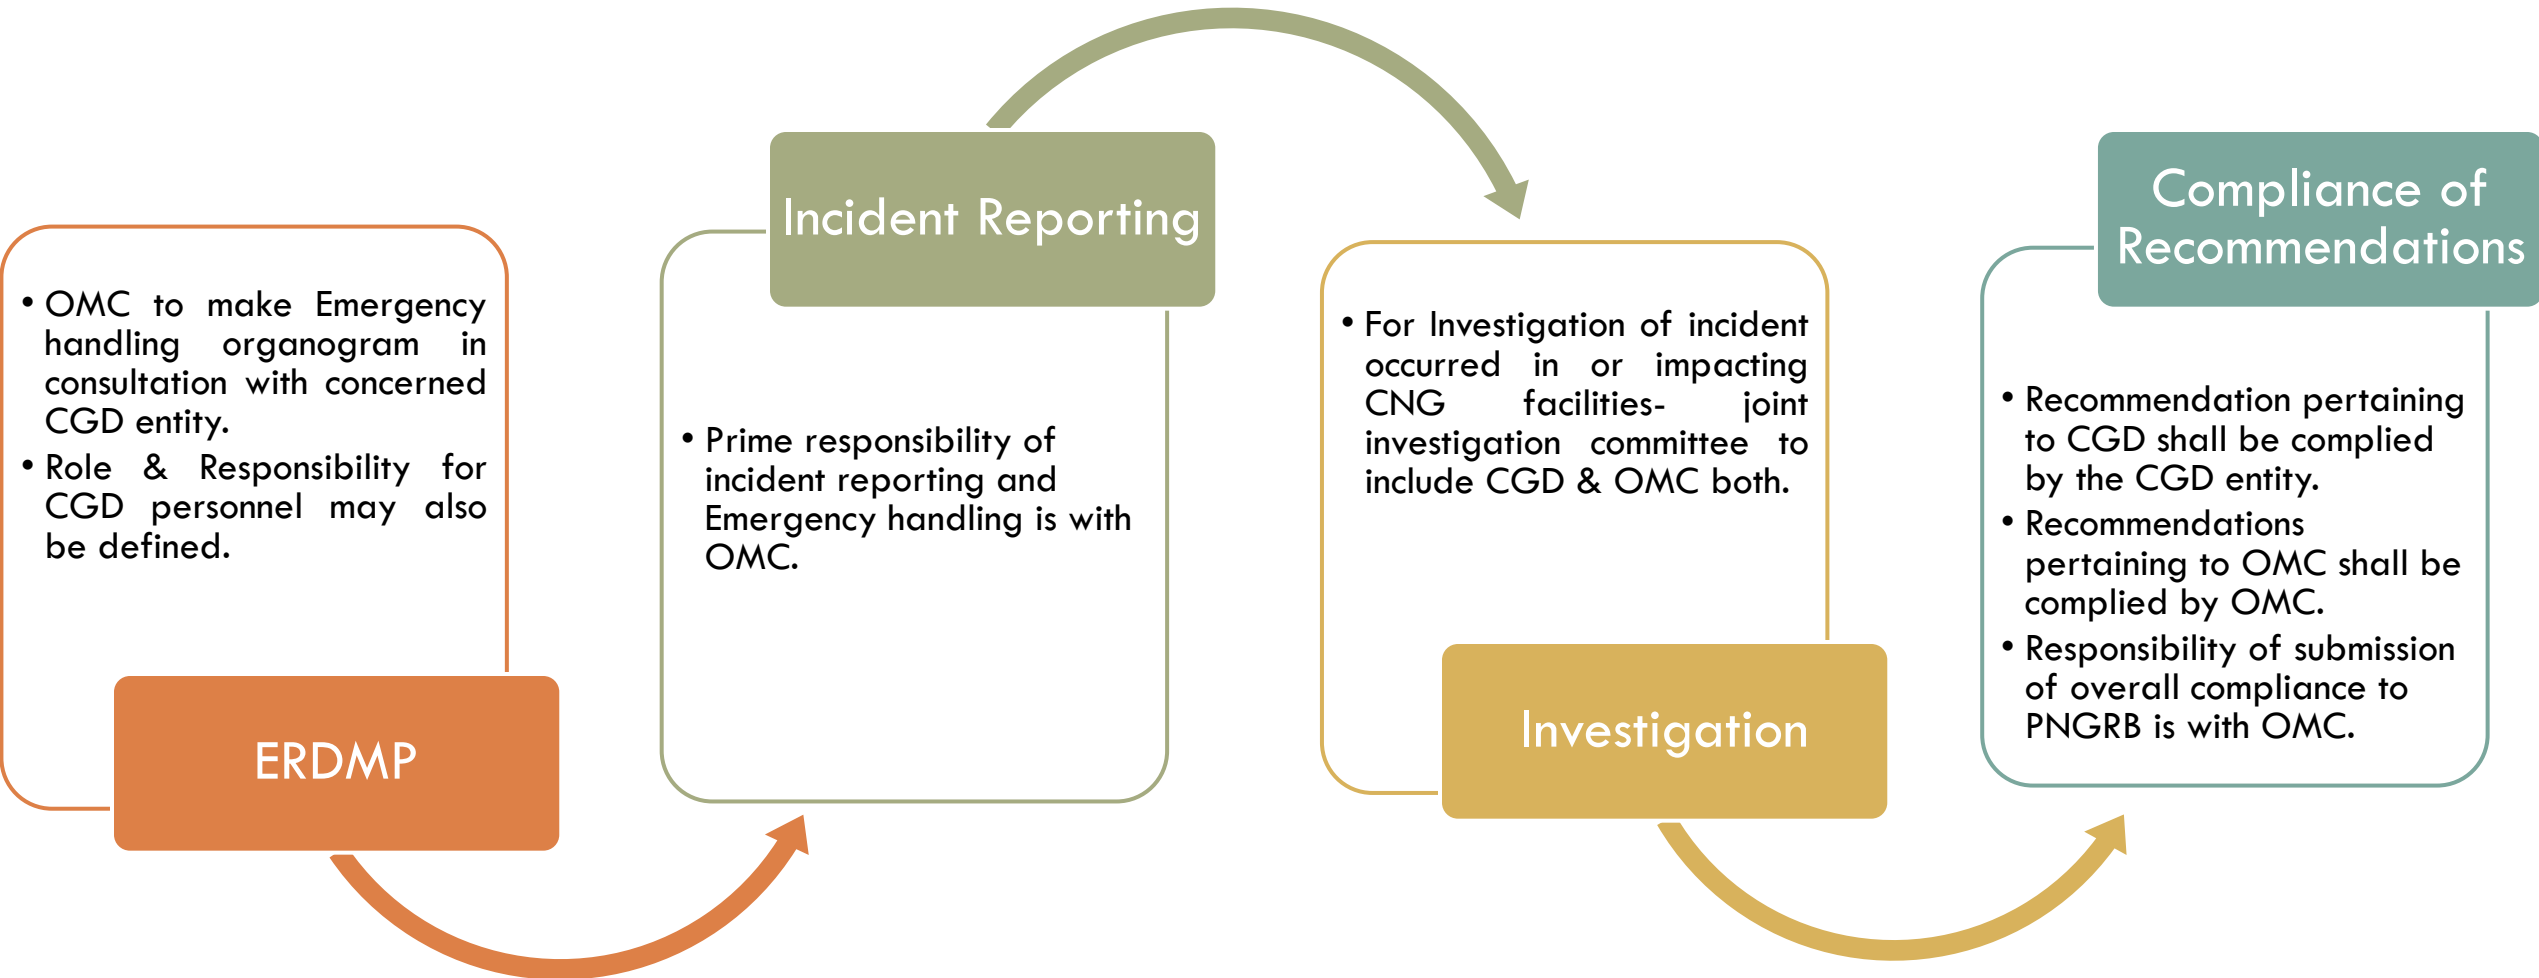 • OMC to make Emergency
handling organogram in
consultation with concerned
CGD entity.
• Role & Responsibility for
CGD personnel may also
be defined.
ERDMP
Incident Reporting
• Prime responsibility of
incident reporting and
Emergency handling is with
OMC.
• For Investigation of incident
occurred in or impacting
CNG facilities- joint
investigation committee to
include CGD & OMC both.
Investigation
Compliance of
Recommendations
• Recommendation pertaining
to CGD shall be complied
by the CGD entity.
• Recommendations
pertaining to OMC shall be
complied by OMC.
• Responsibility of submission
of overall compliance to
PNGRB is with OMC.